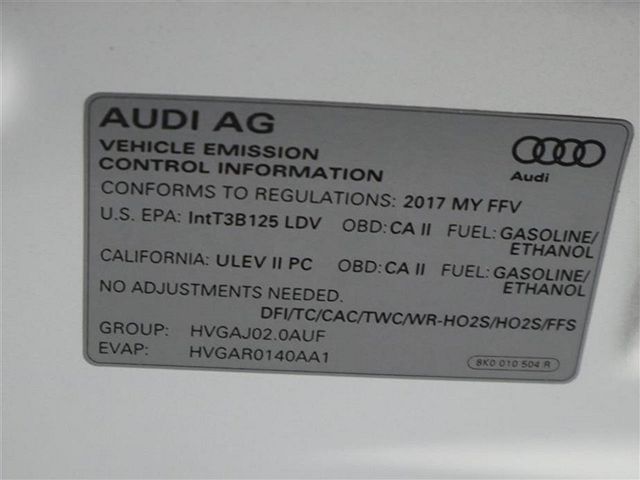 AUDI AG
Audi
VEHICLE EMISSION
CONTROL INFORMATION
CONFORMS TO REGULATIONS: 2017 MY FFV
U.S. EPA: IntT3B125 LDV OBD: CA II FUEL: GASOLINE/
ETHANOL
CALIFORNIA: ULEV II PC OBD: CA II FUEL: GASOLINE/
ETHANOL
NO ADJUSTMENTS NEEDED.
DFI/TC/CAC/TWC/WR-HO2S/HO2S/FFS
GROUP: HVGAJ02.0AUF
EVAP: HVGAR0140AA1
8K0 010 504 R